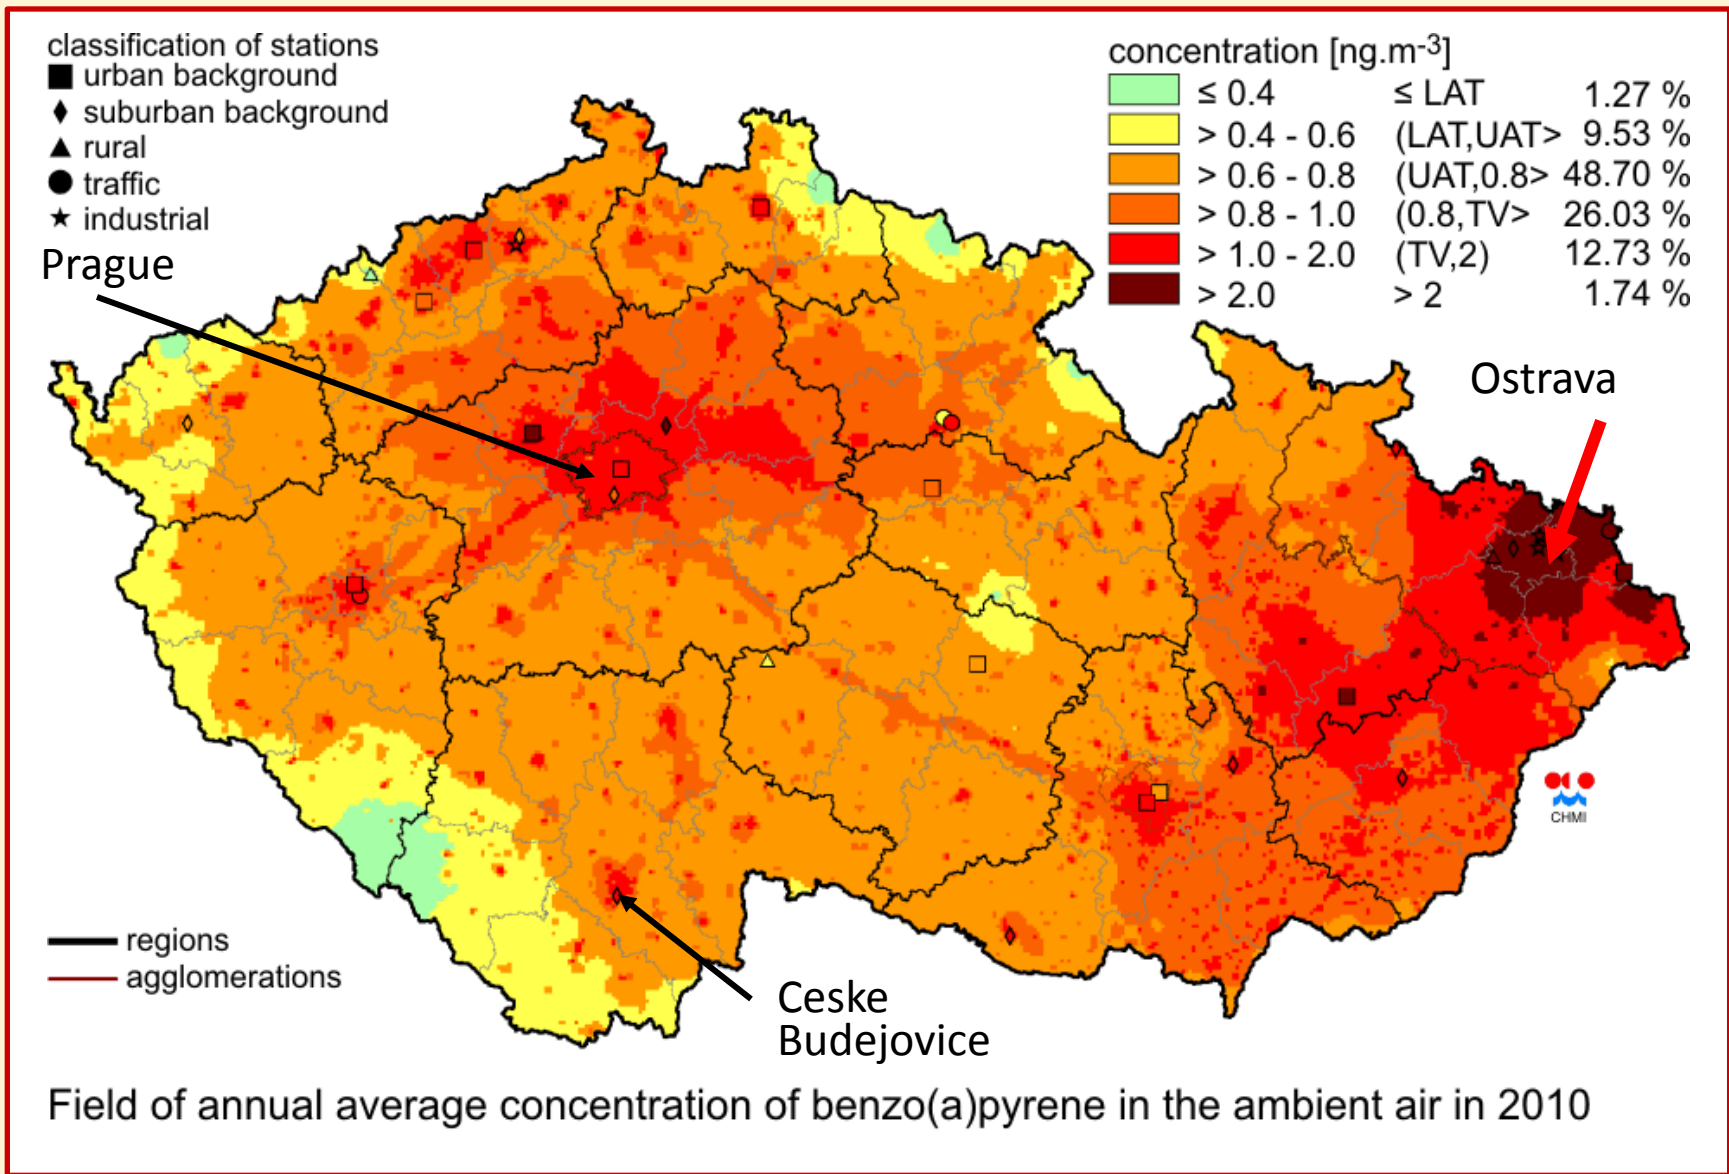 classification of stations
urban background
suburban background
rural
traffic
industrial
concentration [ng.m-3]
≤ 0.4 ≤ LAT 1.27 %
> 0.4 - 0.6 (LAT,UAT> 9.53 %
> 0.6 - 0.8 (UAT,0.8> 48.70 %
> 0.8 - 1.0 (0.8,TV> 26.03 %
> 1.0 - 2.0 (TV,2) 12.73 %
> 2.0 > 2 1.74 %
Prague
Ostrava
CHMI
regions
agglomerations
Ceske
Budejovice
Field of annual average concentration of benzo(a)pyrene in the ambient air in 2010